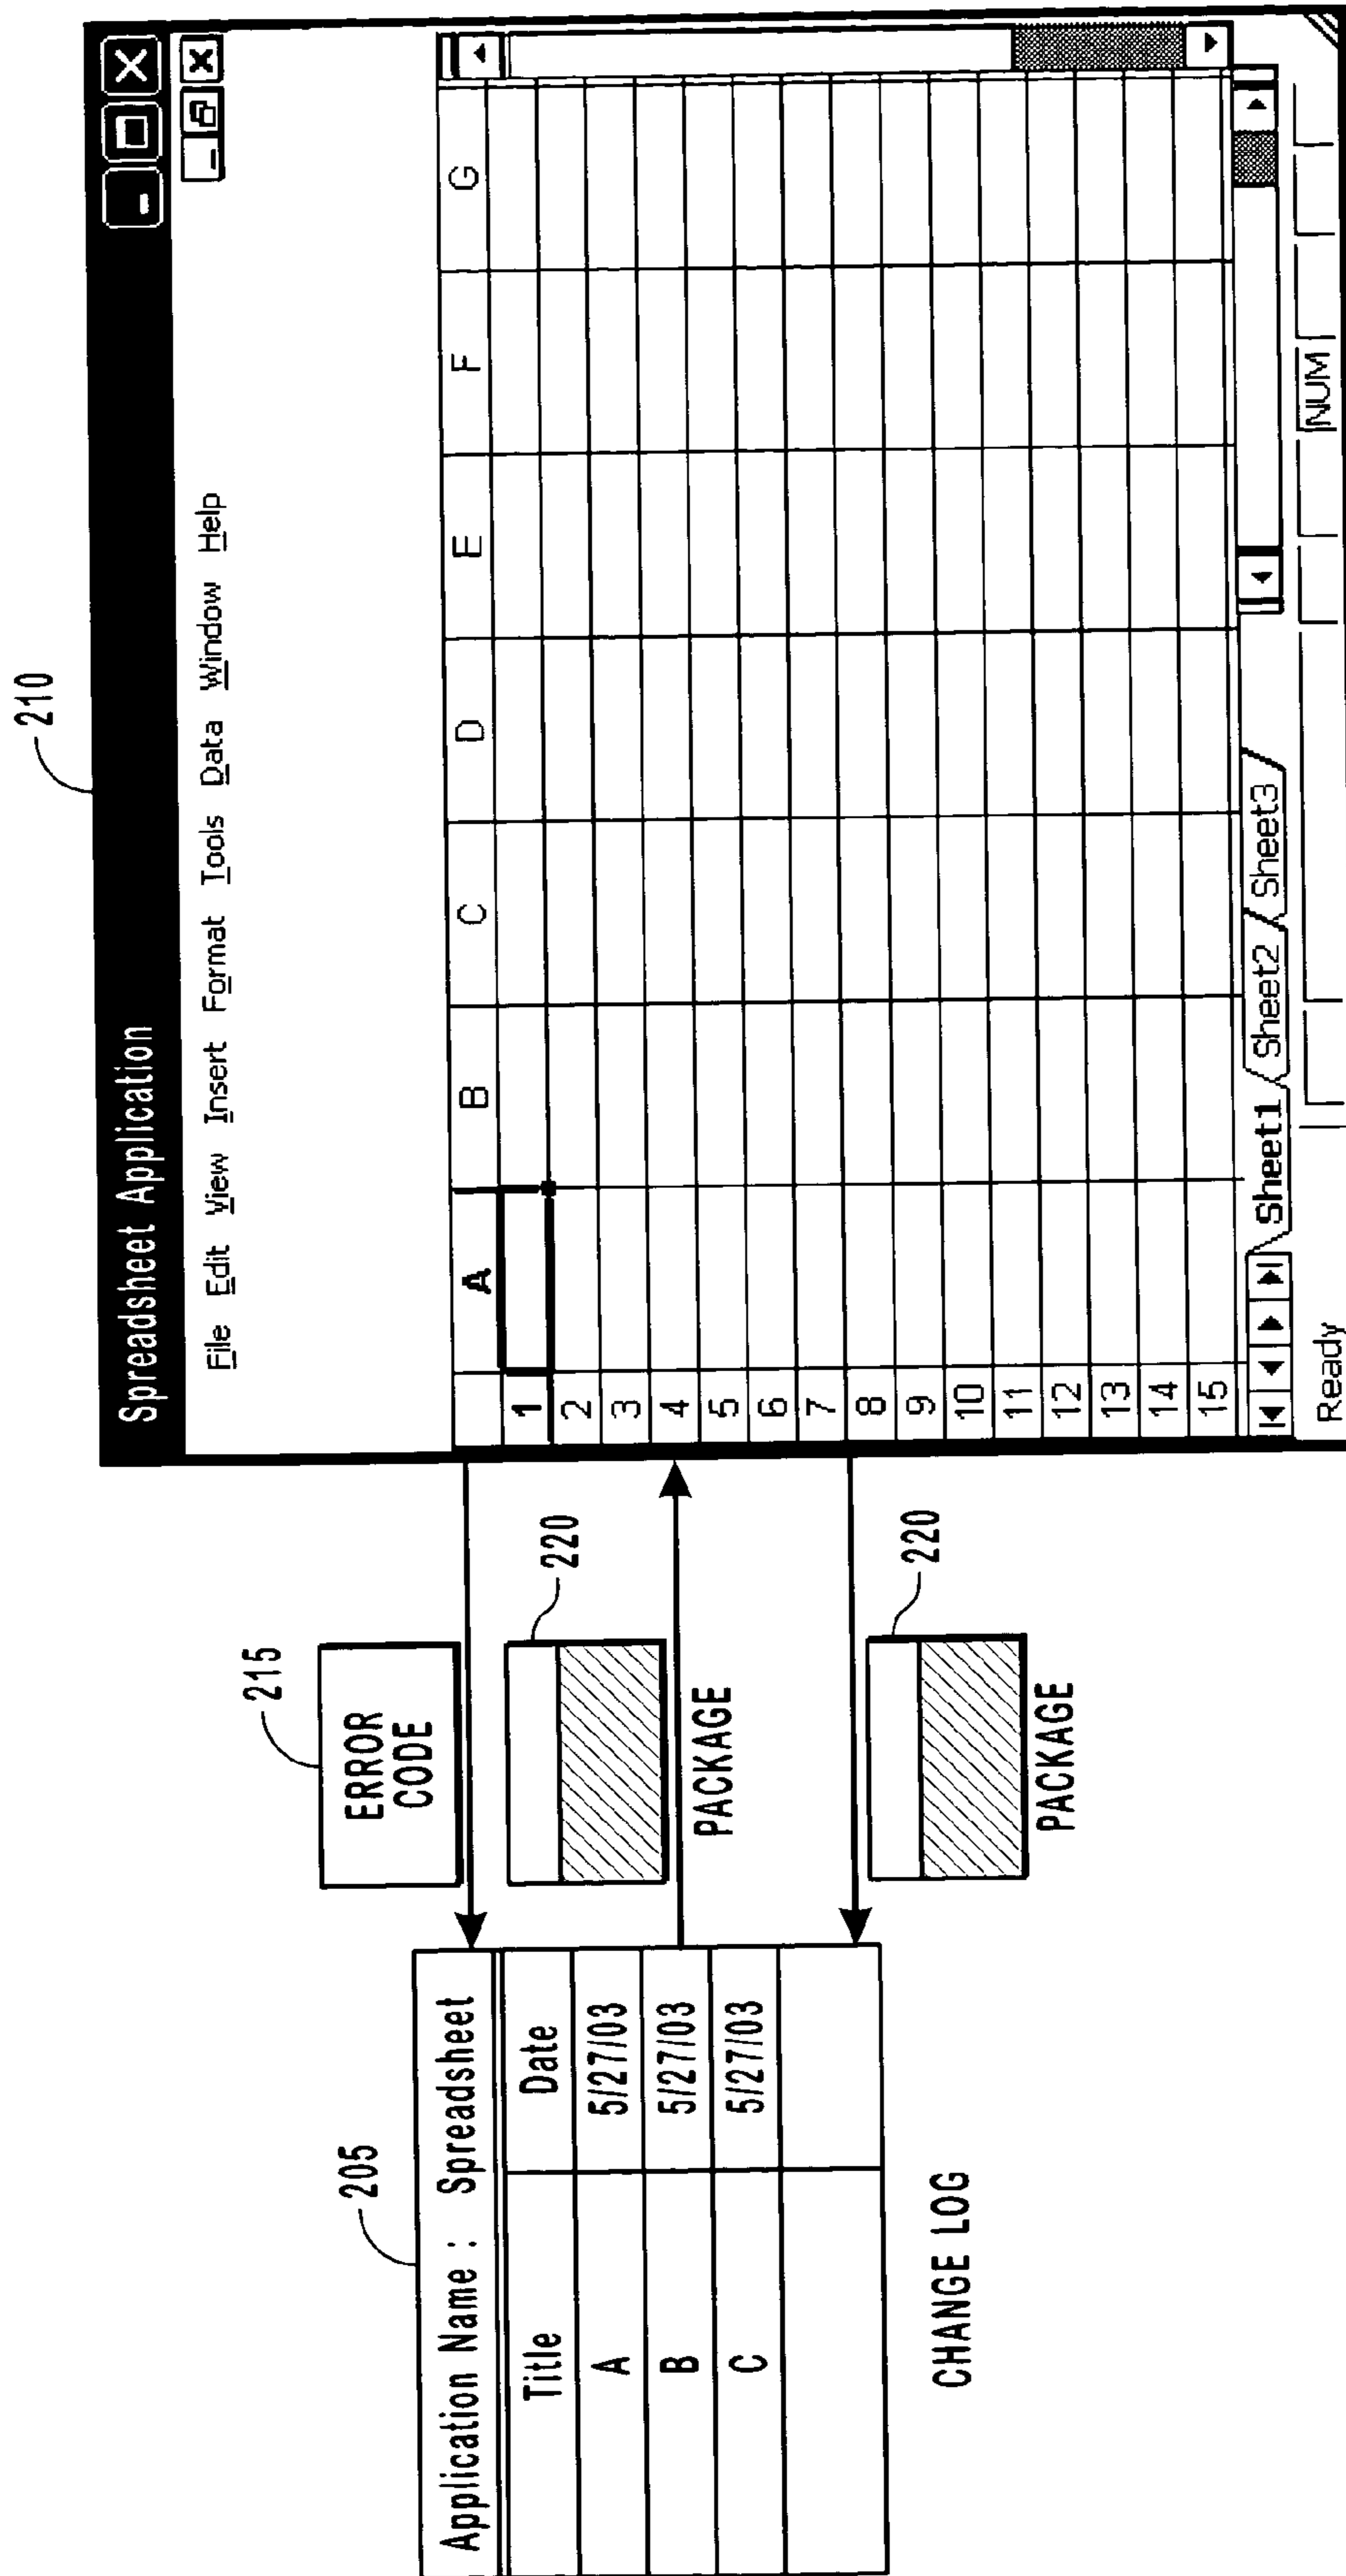 205
Application Name : Spreadsheet
Title Date
A 5/27/03
B 5/27/03
C 5/27/03
CHANGE LOG
215
ERROR
CODE
220
PACKAGE
220
PACKAGE
210
Spreadsheet Application
File Edit View Insert Format Tools Data Window Help
A B C D E F G
1
2
3
4
5
6
7
8
9
10
11
12
13
14
15
Sheet1 Sheet2 Sheet3
Ready NUM